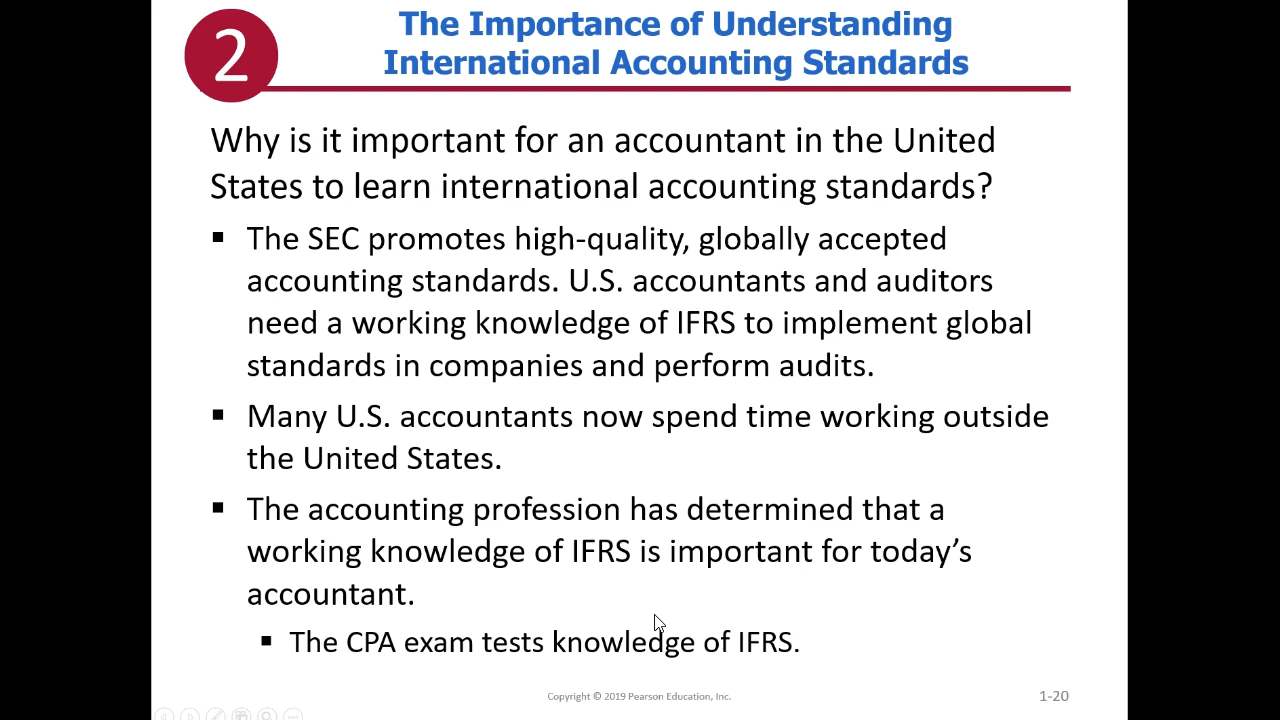 2
The Importance of Understanding
International Accounting Standards
Why is it important for an accountant in the United
States to learn international accounting standards?
▪ The SEC promotes high-quality, globally accepted
accounting standards. U.S. accountants and auditors
need a working knowledge of IFRS to implement global
standards in companies and perform audits.
▪ Many U.S. accountants now spend time working outside
the United States.
▪ The accounting profession has determined that a
working knowledge of IFRS is important for today’s
accountant.
▪ The CPA exam tests knowledge of IFRS.
Copyright © 2019 Pearson Education, Inc.
1-20